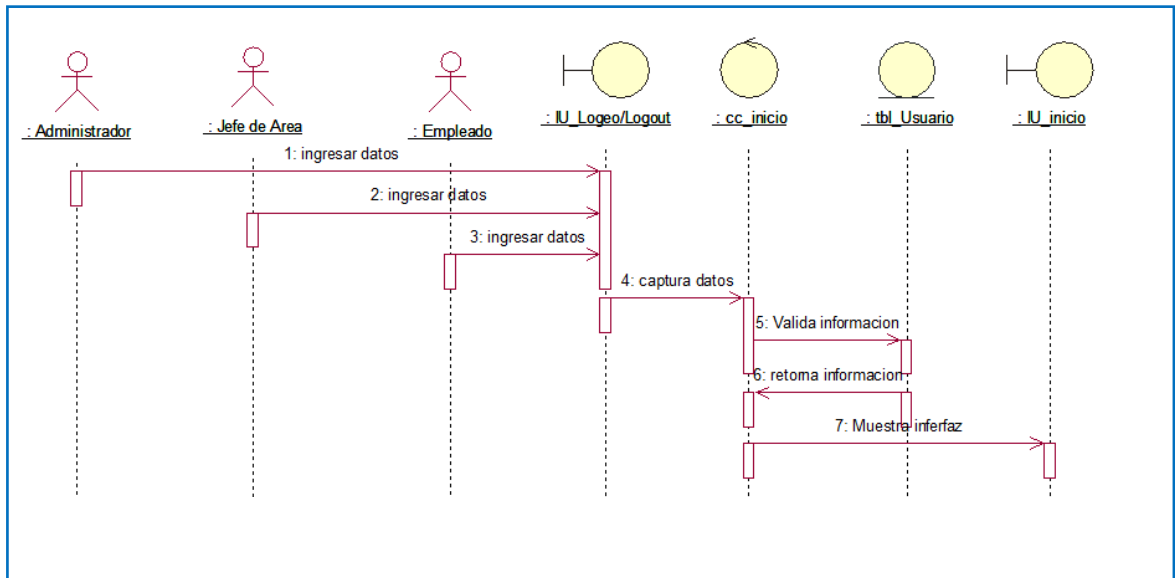 : Administrador
: Jefe de Area
: Empleado
: IU_Logeo/Logout
: cc_inicio
: tbl_Usuario
: IU_inicio
1: ingresar datos
2: ingresar datos
3: ingresar datos
4: captura datos
5: Valida informacion
6: retorna informacion
7: Muestra inferfaz